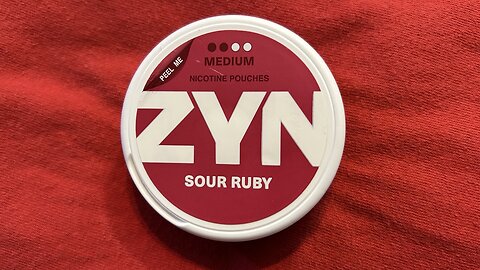 PEEL ME
MEDIUM
NICOTINE POUCHES
ZYN
SOUR RUBY